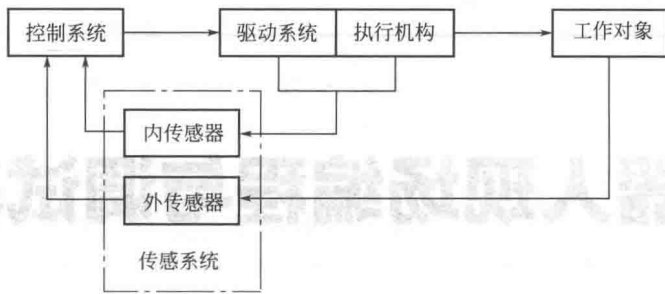 控制系统
驱动系统
执行机构
工作对象
内传感器
外传感器
传感系统